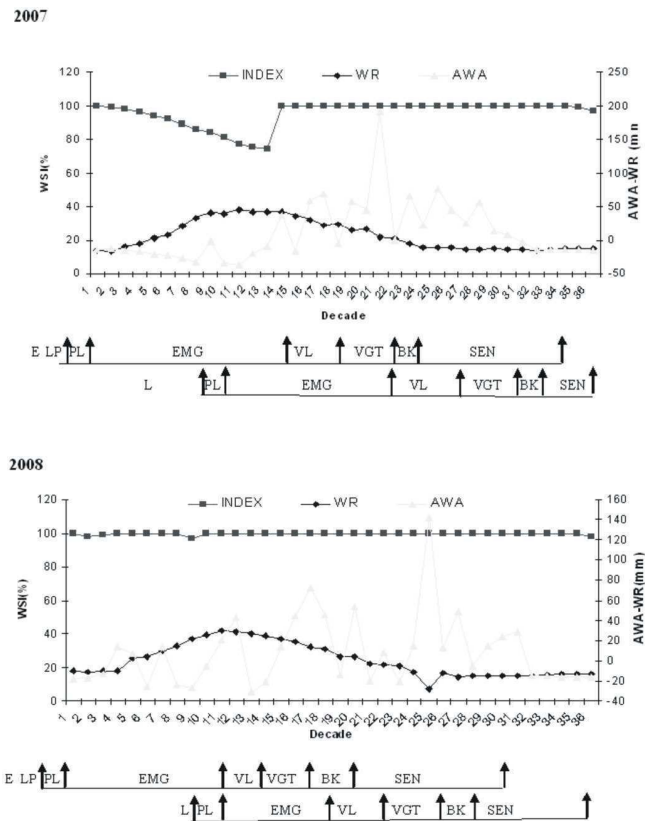 2007
INDEX WR AWA
120 100 80 60 40 20 0
WSI(%
250 200 150 100 50 0 -50
AWA-WR (mn
1 2 3 4 5 6 7 8 9 10 11 12 13 14 15 16 17 18 19 20 21 22 23 24 25 26 27 28 29 30 31 32 33 34 35 36
Decade
E LP PL EMG VL VGT BK SEN
L PL EMG VL VGT BK SEN
2008
INDEX WR AWA
120 100 80 60 40 20 0
WSI(%)
160 140 120 100 80 60 40 20 0 -20 -40
AWA-WR(mm)
1 2 3 4 5 6 7 8 9 10 11 12 13 14 15 16 17 18 19 20 21 22 23 24 25 26 27 28 29 30 31 32 33 34 35 36
Decade
E LP PL EMG VL VGT BK SEN
L PL EMG VL VGT BK SEN